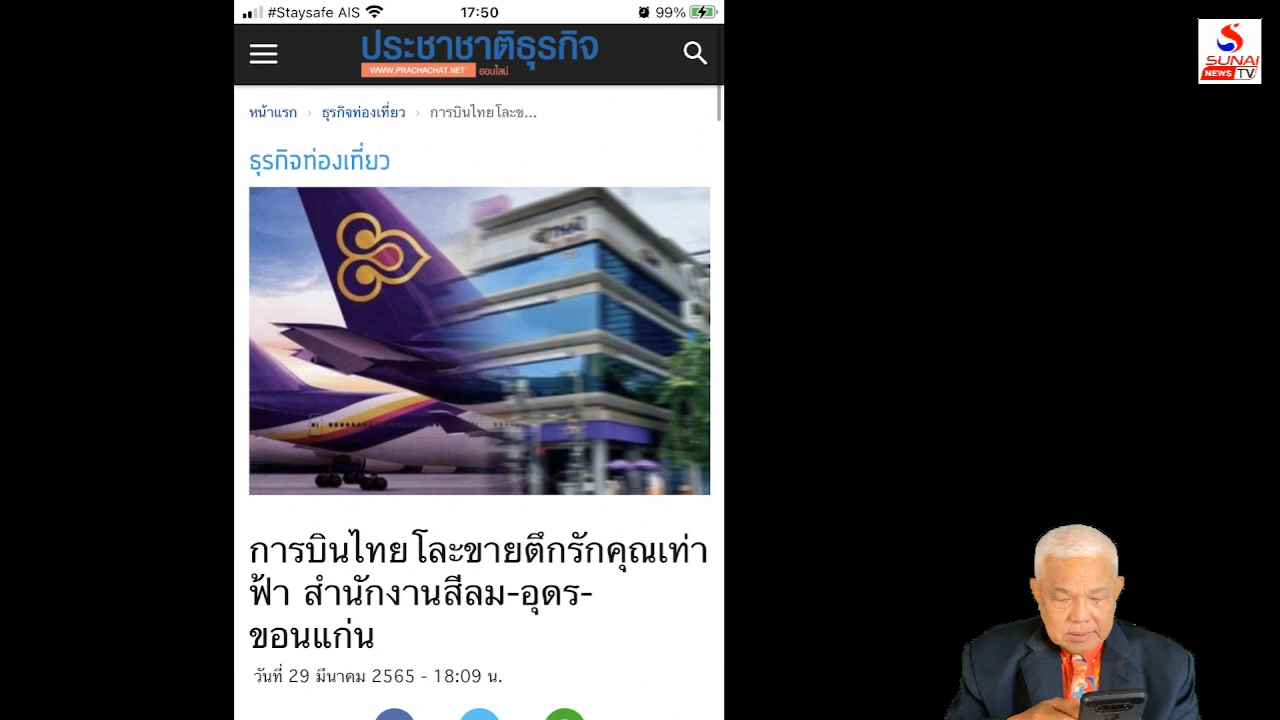 #Staysafe AIS 17:50 99%
ประชาชาติธุรกิจ
WWW.PRACHACHAT.NET ออนไลน์
หน้าแรก › ธุรกิจท่องเที่ยว › การบินไทยโละข...
ธุรกิจท่องเที่ยว
การบินไทยโละขายตึกรักคุณเท่า
ฟ้า สำนักงานสีลม-อุดร-
ขอนแก่น
วันที่ 29 มีนาคม 2565 - 18:09 น.
SUNAI
NEWS TV